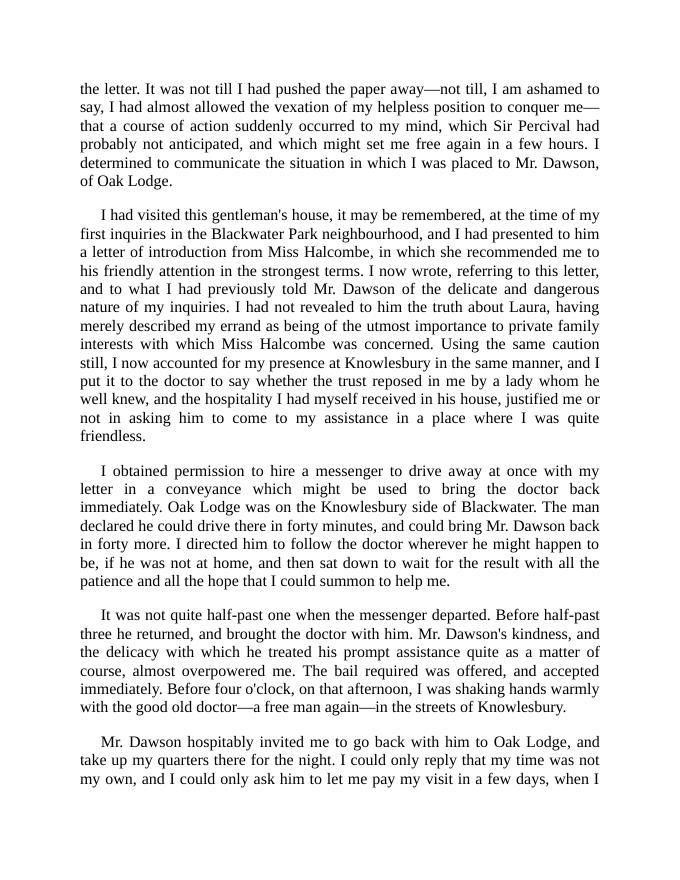 the letter. It was not till I had pushed the paper away—not till, I am ashamed to
say, I had almost allowed the vexation of my helpless position to conquer me—
that a course of action suddenly occurred to my mind, which Sir Percival had
probably not anticipated, and which might set me free again in a few hours. I
determined to communicate the situation in which I was placed to Mr. Dawson,
of Oak Lodge.
I had visited this gentleman's house, it may be remembered, at the time of my
first inquiries in the Blackwater Park neighbourhood, and I had presented to him
a letter of introduction from Miss Halcombe, in which she recommended me to
his friendly attention in the strongest terms. I now wrote, referring to this letter,
and to what I had previously told Mr. Dawson of the delicate and dangerous
nature of my inquiries. I had not revealed to him the truth about Laura, having
merely described my errand as being of the utmost importance to private family
interests with which Miss Halcombe was concerned. Using the same caution
still, I now accounted for my presence at Knowlesbury in the same manner, and I
put it to the doctor to say whether the trust reposed in me by a lady whom he
well knew, and the hospitality I had myself received in his house, justified me or
not in asking him to come to my assistance in a place where I was quite
friendless.
I obtained permission to hire a messenger to drive away at once with my
letter in a conveyance which might be used to bring the doctor back
immediately. Oak Lodge was on the Knowlesbury side of Blackwater. The man
declared he could drive there in forty minutes, and could bring Mr. Dawson back
in forty more. I directed him to follow the doctor wherever he might happen to
be, if he was not at home, and then sat down to wait for the result with all the
patience and all the hope that I could summon to help me.
It was not quite half-past one when the messenger departed. Before half-past
three he returned, and brought the doctor with him. Mr. Dawson's kindness, and
the delicacy with which he treated his prompt assistance quite as a matter of
course, almost overpowered me. The bail required was offered, and accepted
immediately. Before four o'clock, on that afternoon, I was shaking hands warmly
with the good old doctor—a free man again—in the streets of Knowlesbury.
Mr. Dawson hospitably invited me to go back with him to Oak Lodge, and
take up my quarters there for the night. I could only reply that my time was not
my own, and I could only ask him to let me pay my visit in a few days, when I